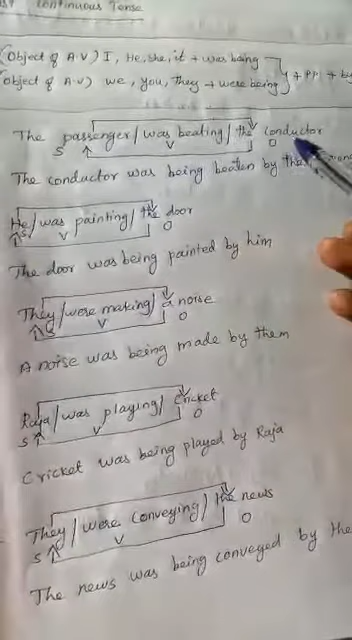 Continuous Tense
(Object of A.V) I, He, she, it + was being
(Object of A.V) we, you, they + were being } + P.P. + by
The passenger / was beating / the conductor
S V O
The conductor was being beaten by the
He / was painting / the door
S V O
The door was being painted by him
They / were making / a noise
S V O
A noise was being made by them
Raja / was playing / cricket
S V O
Cricket was being played by Raja
They / were conveying / the news
S V O
The news was being conveyed by the